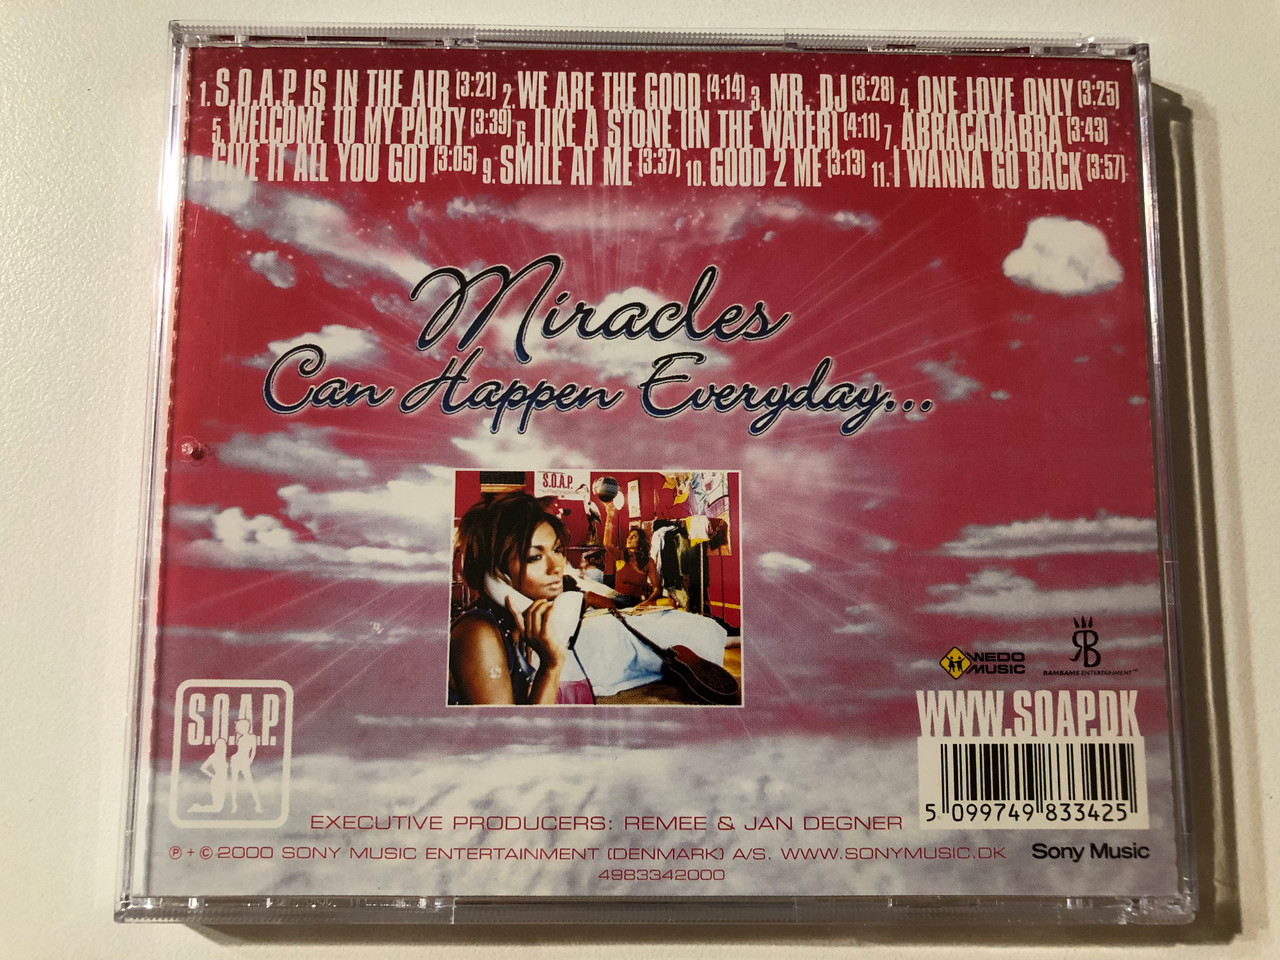 1. S.O.A.P. IS IN THE AIR (3:21) 2. WE ARE THE GOOD (4:14) 3. MR. DJ (3:28) 4. ONE LOVE ONLY (3:25)
5. WELCOME TO MY PARTY (3:39) 6. LIKE A STONE (IN THE WATER) (4:11) 7. ABRACADABRA (3:43)
8. GIVE IT ALL YOU GOT (3:05) 9. SMILE AT ME (3:37) 10. GOOD 2 ME (3:13) 11. I WANNA GO BACK (3:57)
Miracles
Can Happen Everyday...
S.O.A.P.
NEDO
MUSIC
RB
RAMBAMB ENTERTAINMENT™
S.O.A.P.
WWW.SOAP.DK
5 099749 833425
EXECUTIVE PRODUCERS: REMEE & JAN DEGNER
℗ + © 2000 SONY MUSIC ENTERTAINMENT (DENMARK) A/S. WWW.SONYMUSIC.DK
Sony Music
4983342000